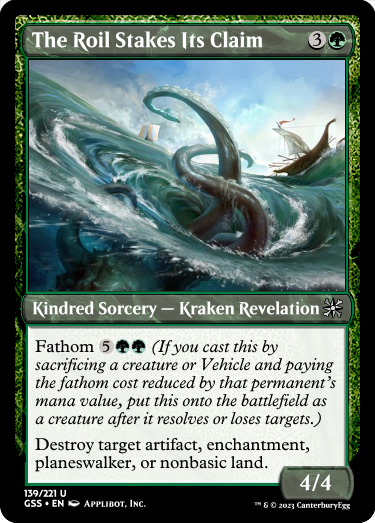 The Roil Stakes Its Claim 3
Kindred Sorcery — Kraken Revelation
Fathom 5 (If you cast this by
sacrificing a creature or Vehicle and paying
the fathom cost reduced by that permanent's
mana value, put this onto the battlefield as
a creature after it resolves or loses targets.)
Destroy target artifact, enchantment,
planeswalker, or nonbasic land.
4/4
139/221 U
GSS • EN APPLIBOT, INC.
™ & © 2023 CanterburyEgg